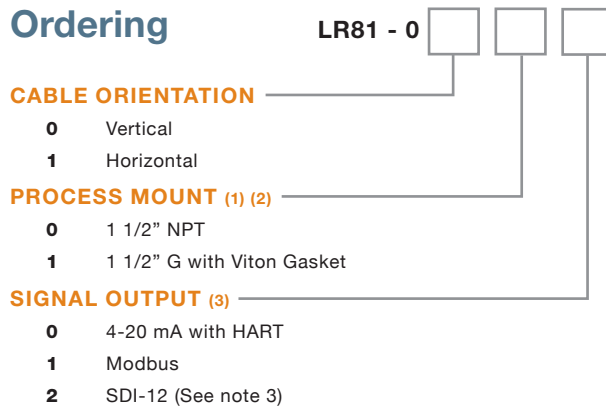 Ordering LR81 - 0
CABLE ORIENTATION
0 Vertical
1 Horizontal
PROCESS MOUNT (1) (2)
0 1 1/2” NPT
1 1 1/2” G with Viton Gasket
SIGNAL OUTPUT (3)
0 4-20 mA with HART
1 Modbus
2 SDI-12 (See note 3)